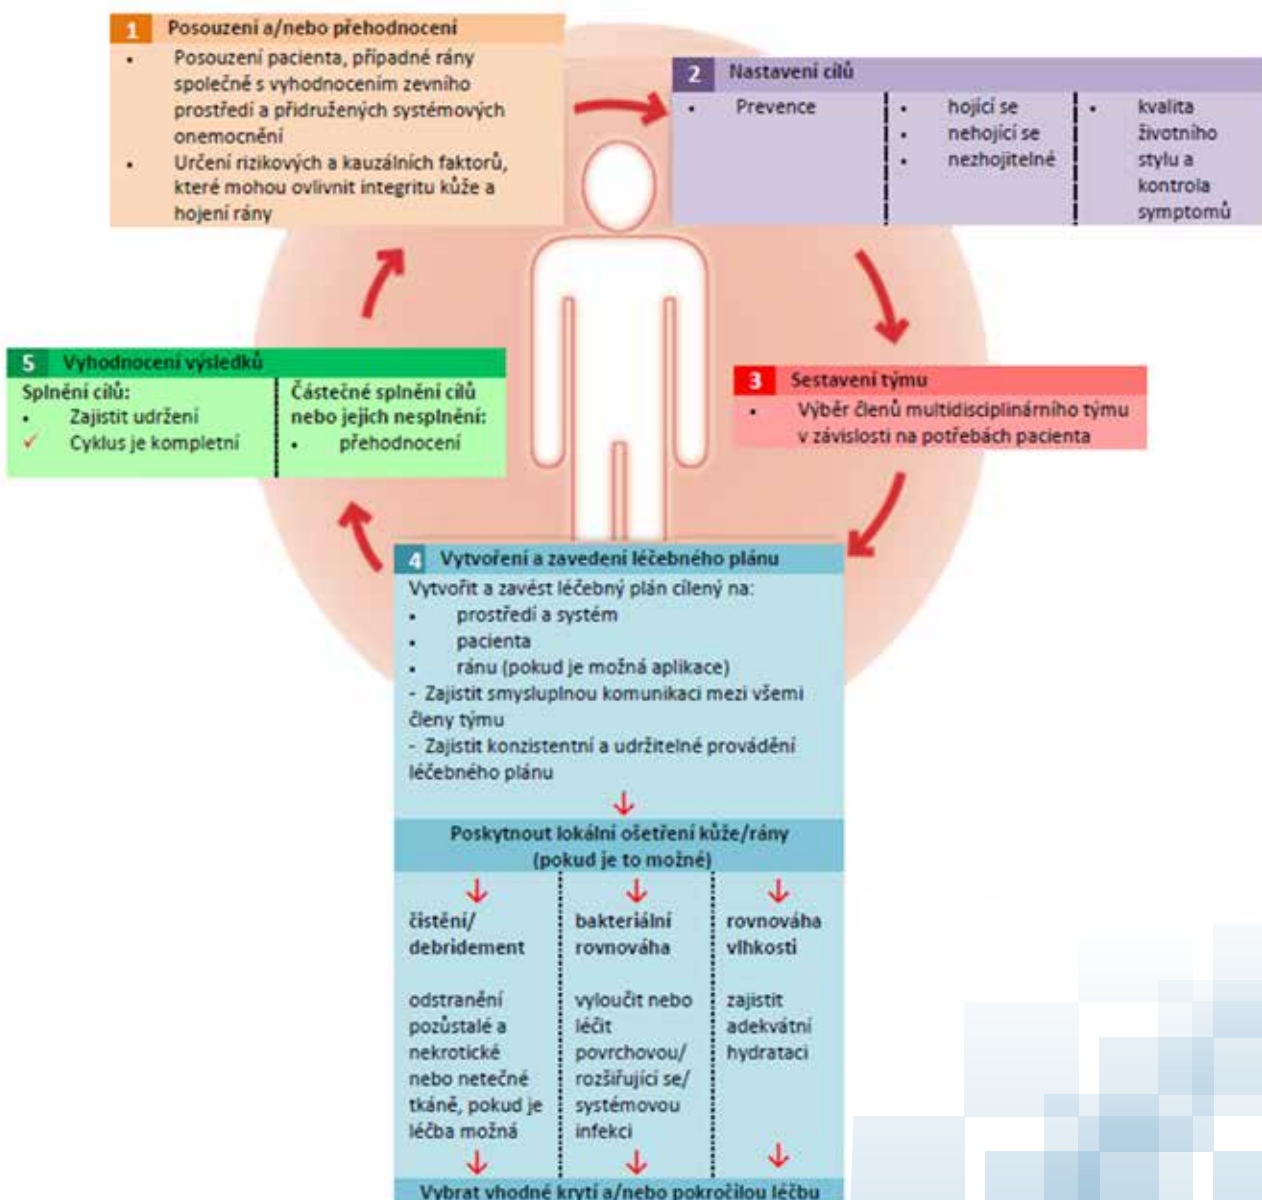 1 Posouzení a/nebo přehodnocení
• Posouzení pacienta, případné rány
společně s vyhodnocením zevního
prostředí a přidružených systémových
onemocnění
• Určení rizikových a kauzálních faktorů,
které mohou ovlivnit integritu kůže a
hojení rány
2 Nastavení cílů
• Prevence
• hojící se
• nehojící se
• nezhojitelné
• kvalita
životního
stylu a
kontrola
symptomů
3 Sestavení týmu
• Výběr členů multidisciplinárního týmu
v závislosti na potřebách pacienta
4 Vytvoření a zavedení léčebného plánu
Vytvořit a zavést léčebný plán cílený na:
• prostředí a systém
• pacienta
• ránu (pokud je možná aplikace)
- Zajistit smysluplnou komunikaci mezi všemi
členy týmu
- Zajistit konzistentní a udržitelné provádění
léčebného plánu
Poskytnout lokální ošetření kůže/rány
(pokud je to možné)
čistění/
debridement
odstranění
pozůstalé a
nekrotické
nebo netečné
tkáně, pokud je
léčba možná
bakteriální
rovnováha
vyloučit nebo
léčit
povrchovou/
rozšiřující se/
systémovou
infekci
rovnováha
vlhkosti
zajistit
adekvátní
hydrataci
Vybrat vhodné krytí a/nebo pokročilou léčbu
5 Vyhodnocení výsledků
Splnění cílů:
• Zajistit udržení
✓ Cyklus je kompletní
Částečné splnění cílů
nebo jejich nesplnění:
• přehodnocení